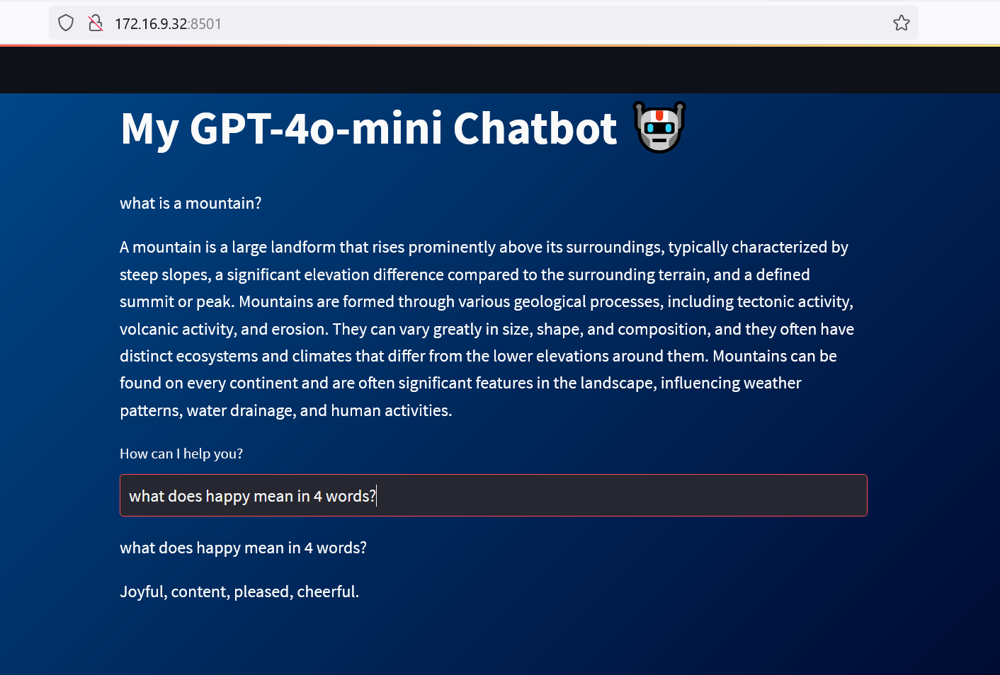 172.16.9.32:8501
My GPT-4o-mini Chatbot
what is a mountain?
A mountain is a large landform that rises prominently above its surroundings, typically characterized by
steep slopes, a significant elevation difference compared to the surrounding terrain, and a defined
summit or peak. Mountains are formed through various geological processes, including tectonic activity,
volcanic activity, and erosion. They can vary greatly in size, shape, and composition, and they often have
distinct ecosystems and climates that differ from the lower elevations around them. Mountains can be
found on every continent and are often significant features in the landscape, influencing weather
patterns, water drainage, and human activities.
How can I help you?
what does happy mean in 4 words?
what does happy mean in 4 words?
Joyful, content, pleased, cheerful.